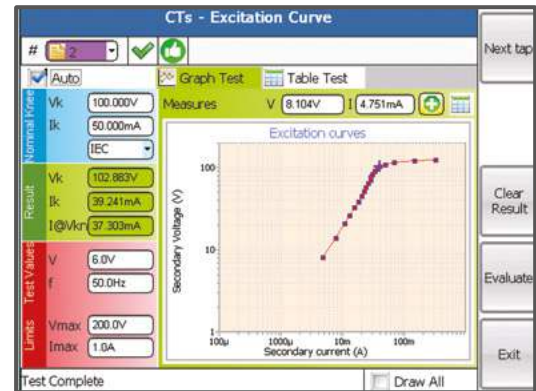 CTs - Excitation Curve
# 2
Next tap
Auto
Graph Test
Table Test
Nominal Knee
Vk 100.000V
Ik 50.000mA
IEC
Measures V 8.104V I 4.751mA
Excitation curves
Secondary Voltage (V)
100
10
1
100µ 1000µ 10m 100m
Secondary current (A)
Result
Vk 102.883V
Ik 39.241mA
I@Vkn 37.303mA
Test Values
V 6.0V
f 50.0Hz
Limits
Vmax 200.0V
Imax 1.0A
Clear
Result
Evaluate
Exit
Test Complete
Draw All